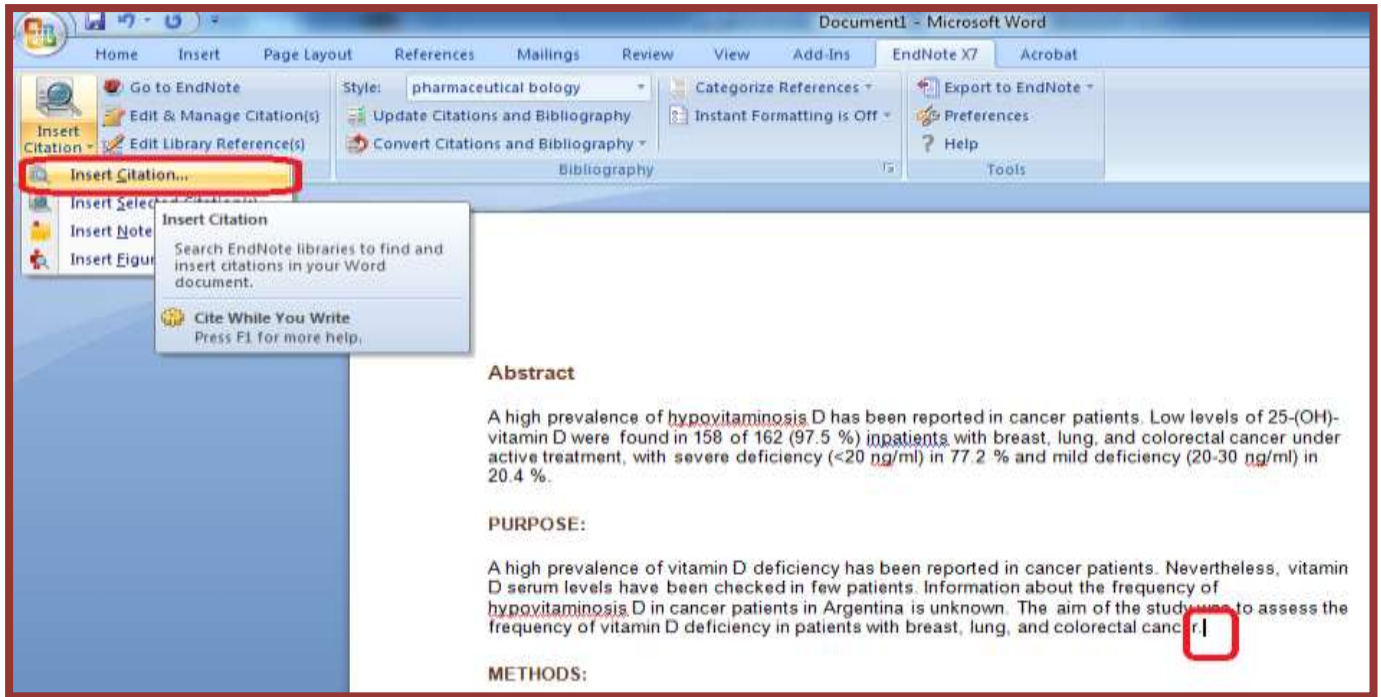 Document1 - Microsoft Word
Home Insert Page Layout References Mailings Review View Add-Ins EndNote X7 Acrobat
Go to EndNote Style: pharmaceutical bology Categorize References Export to EndNote
Edit & Manage Citation(s) Update Citations and Bibliography Instant Formatting is Off Preferences
Insert
Citation Edit Library Reference(s) Convert Citations and Bibliography ? Help
Insert Citation... Bibliography Tools
Insert
Insert Citation
Insert Note
Search EndNote libraries to find and
Insert
insert citations in your Word
document.
Cite While You Write
Press F1 for more help.
Abstract
A high prevalence of hypovitaminosis D has been reported in cancer patients. Low levels of 25-(OH)-
vitamin D were found in 158 of 162 (97.5 %) inpatients with breast, lung, and colorectal cancer under
active treatment, with severe deficiency (<20 ng/ml) in 77.2 % and mild deficiency (20-30 ng/ml) in
20.4 %.
PURPOSE:
A high prevalence of vitamin D deficiency has been reported in cancer patients. Nevertheless, vitamin
D serum levels have been checked in few patients. Information about the frequency of
hypovitaminosis D in cancer patients in Argentina is unknown. The aim of the study was to assess the
frequency of vitamin D deficiency in patients with breast, lung, and colorectal cancer.
METHODS: